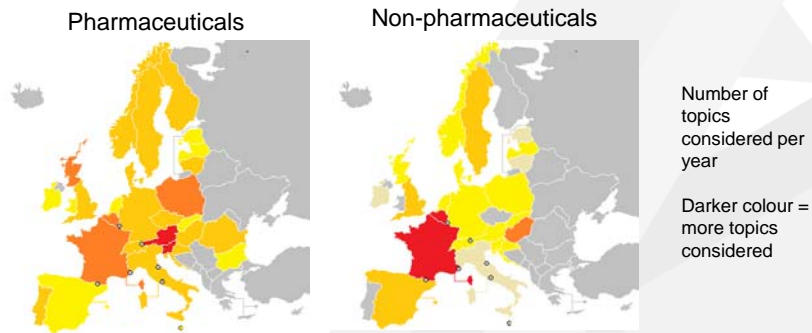 Pharmaceuticals
Non-pharmaceuticals
Number of
topics
considered per
year
Darker colour =
more topics
considered